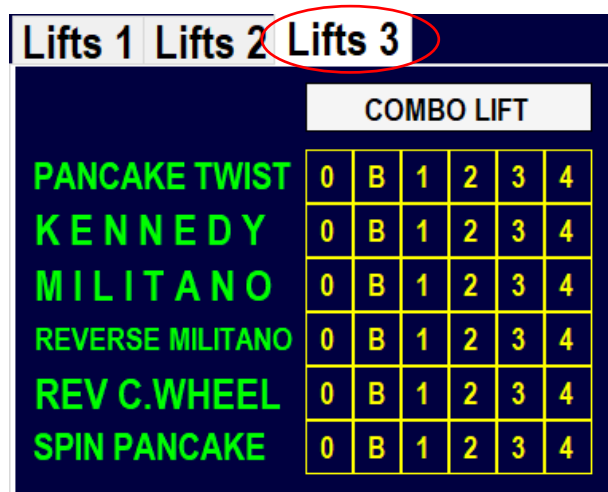 Lifts 1 Lifts 2 Lifts 3
COMBO LIFT
PANCAKE TWIST 0 B 1 2 3 4
KENNEDY 0 B 1 2 3 4
MILITANO 0 B 1 2 3 4
REVERSE MILITANO 0 B 1 2 3 4
REV C.WHEEL 0 B 1 2 3 4
SPIN PANCAKE 0 B 1 2 3 4